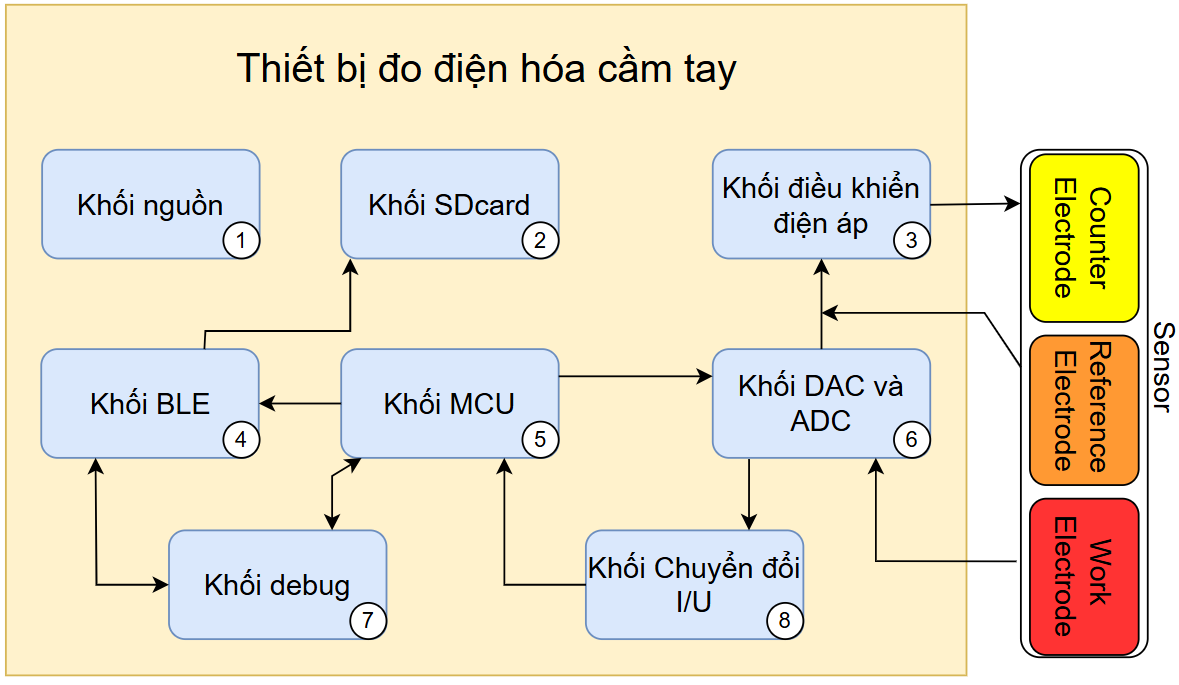 Thiết bị đo điện hóa cầm tay
Khối nguồn
1
Khối SDcard
2
Khối điều khiển
điện áp
3
Khối BLE
4
Khối MCU
5
Khối DAC và
ADC
6
Khối debug
7
Khối Chuyển đổi
I/U
8
Counter
Electrode
Reference
Electrode
Work
Electrode
Sensor